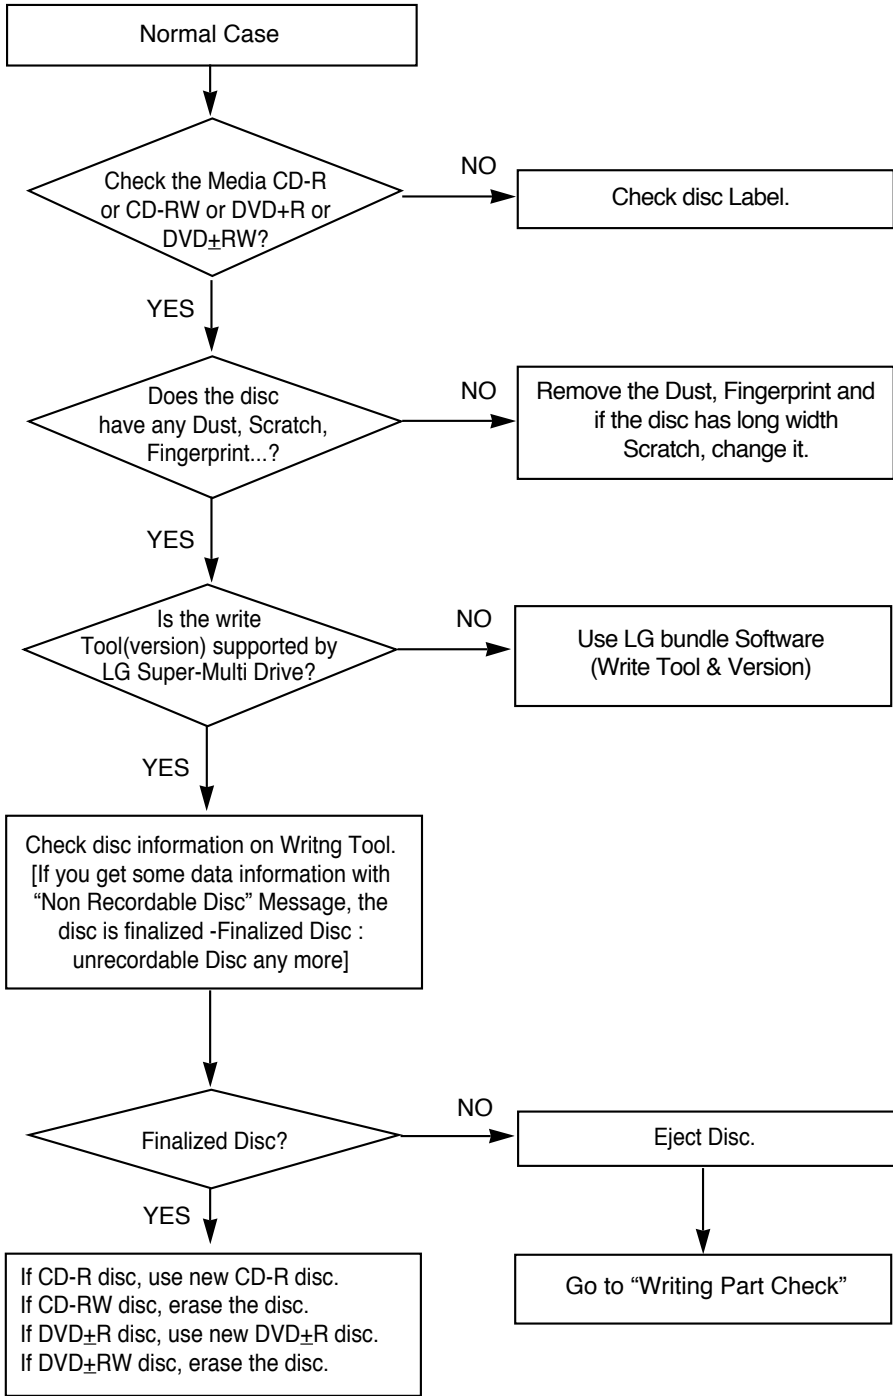 Normal Case
Check the Media CD-R
or CD-RW or DVD+R or
DVD±RW?
NO
Check disc Label.
YES
Does the disc
have any Dust, Scratch,
Fingerprint...?
NO
Remove the Dust, Fingerprint and
if the disc has long width
Scratch, change it.
YES
Is the write
Tool(version) supported by
LG Super-Multi Drive?
NO
Use LG bundle Software
(Write Tool & Version)
YES
Check disc information on Writng Tool.
[If you get some data information with
“Non Recordable Disc” Message, the
disc is finalized -Finalized Disc :
unrecordable Disc any more]
Finalized Disc?
NO
Eject Disc.
YES
If CD-R disc, use new CD-R disc.
If CD-RW disc, erase the disc.
If DVD±R disc, use new DVD±R disc.
If DVD±RW disc, erase the disc.
Go to “Writing Part Check”